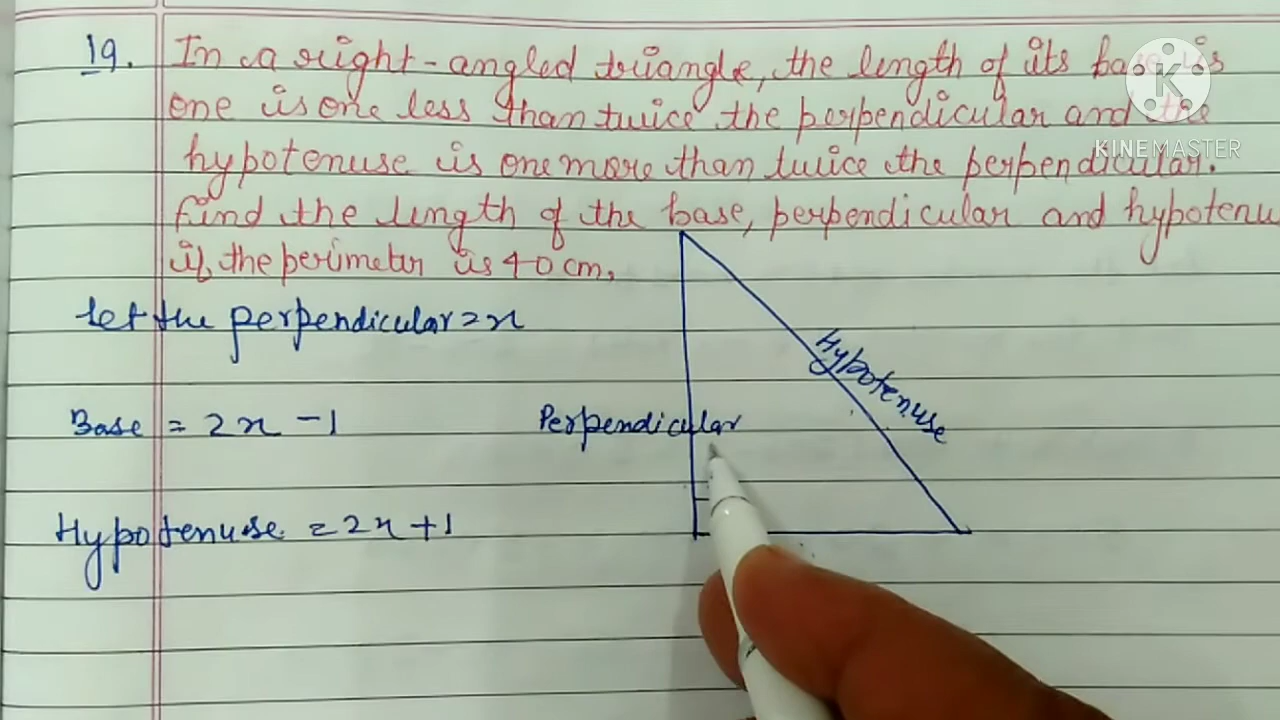 19. In a right-angled triangle, the length of its base is
one is one less than twice the perpendicular and the
hypotenuse is one more than twice the perpendicular.
Find the length of the base, perpendicular and hypotenu
if the perimeter is 40 cm.
let the perpendicular = x
Base = 2x - 1
Perpendicular
Hypotenuse
Hypotenuse = 2x + 1
KINEMASTER